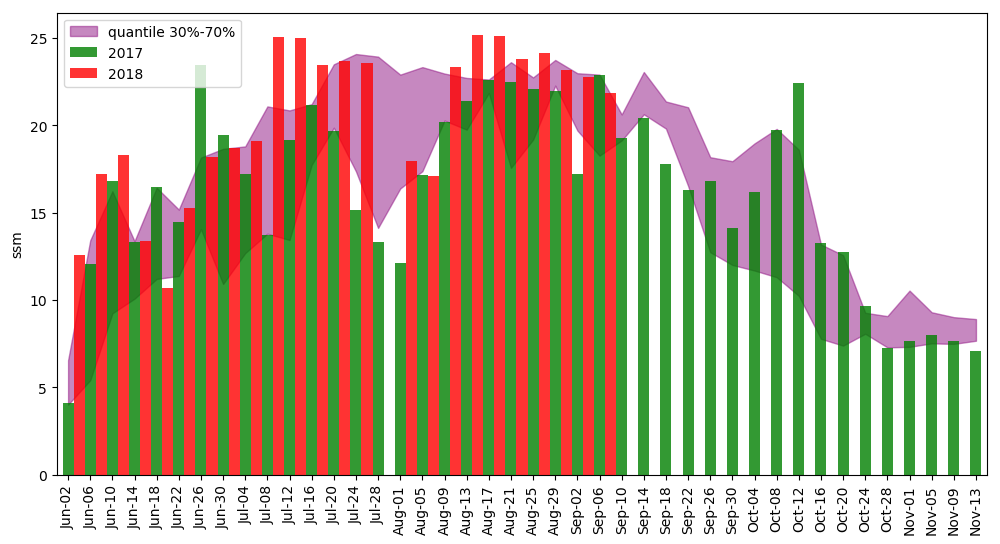 quantile 30%-70%
2017
2018
ssm
25
20
15
10
5
0
Jun-02
Jun-06
Jun-10
Jun-14
Jun-18
Jun-22
Jun-26
Jun-30
Jul-04
Jul-08
Jul-12
Jul-16
Jul-20
Jul-24
Jul-28
Aug-01
Aug-05
Aug-09
Aug-13
Aug-17
Aug-21
Aug-25
Aug-29
Sep-02
Sep-06
Sep-10
Sep-14
Sep-18
Sep-22
Sep-26
Sep-30
Oct-04
Oct-08
Oct-12
Oct-16
Oct-20
Oct-24
Oct-28
Nov-01
Nov-05
Nov-09
Nov-13